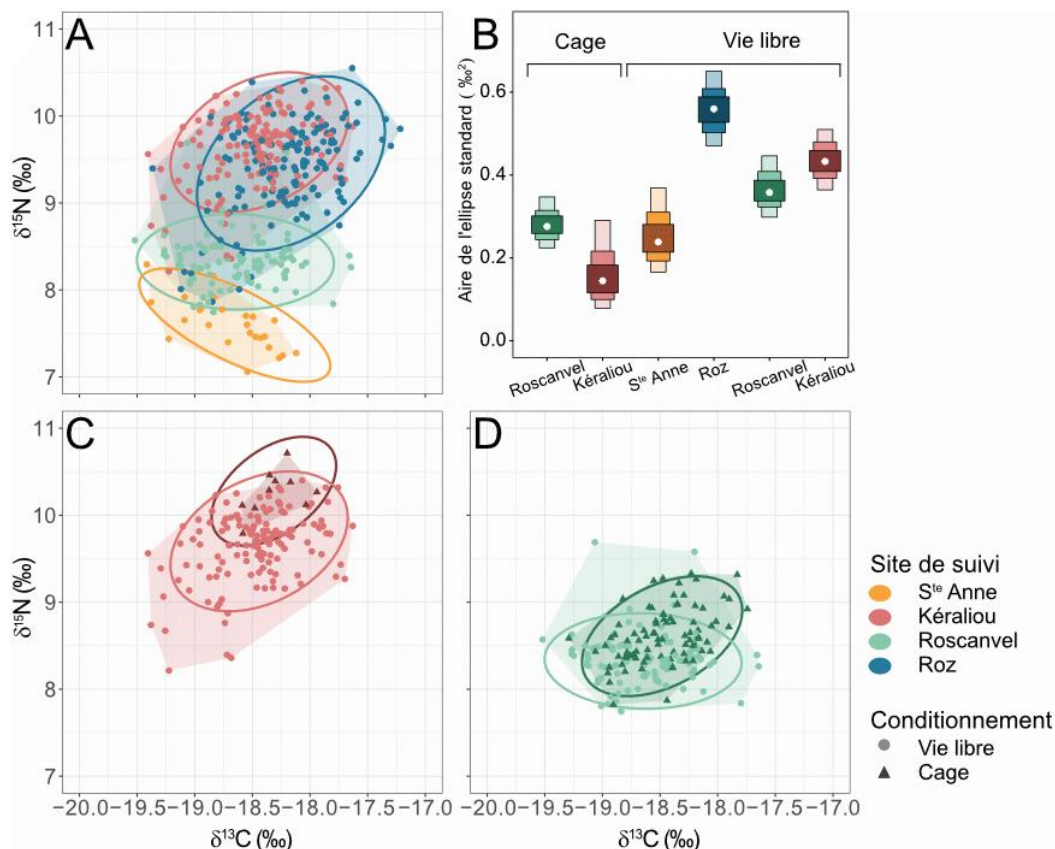 A
11
10
9
8
7
δ¹⁵N (‰)
B
Cage
Vie libre
Aire de l'ellipse standard (‰²)
0.6
0.4
0.2
0.0
Roscanvel
Kéraliou
Sᵗᵉ Anne
Roz
Roscanvel
Kéraliou
C
11
10
9
8
7
δ¹⁵N (‰)
−20.0 −19.5 −19.0 −18.5 −18.0 −17.5 −17.0
δ¹³C (‰)
D
−20.0 −19.5 −19.0 −18.5 −18.0 −17.5 −17.0
δ¹³C (‰)
Site de suivi
Sᵗᵉ Anne
Kéraliou
Roscanvel
Roz
Conditionnement
Vie libre
Cage